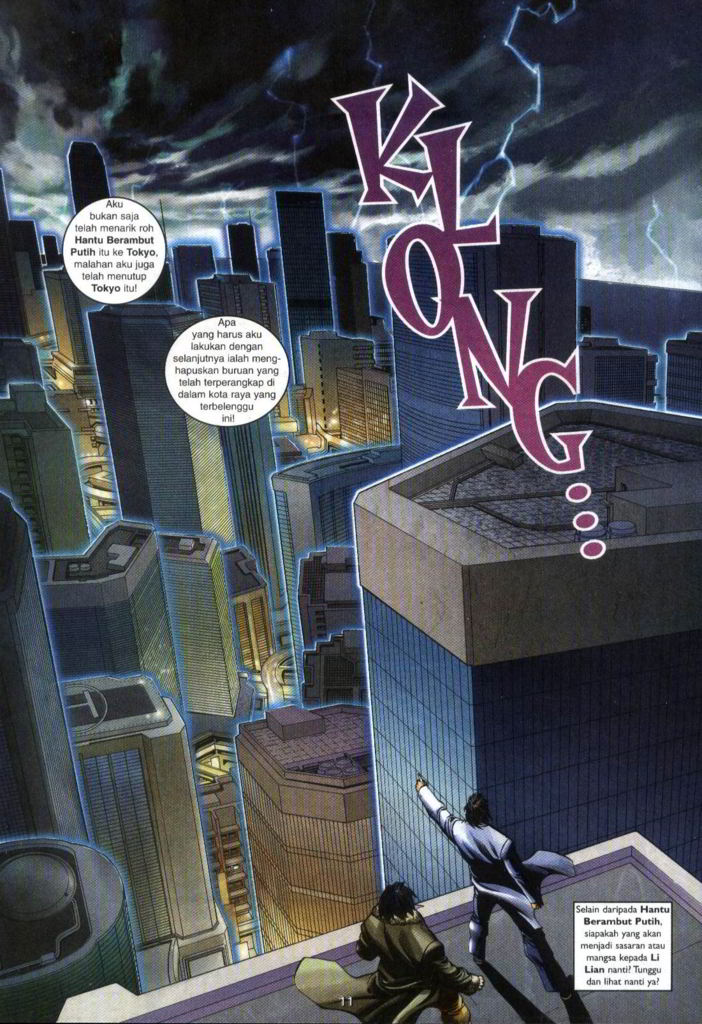 Aku
bukan saja
telah menarik roh
Hantu Berambut
Putih itu ke Tokyo,
malahan aku juga
telah menutup
Tokyo itu!
Apa
yang harus aku
lakukan dengan
selanjutnya ialah meng-
hapuskan buruan yang
telah terperangkap di
dalam kota raya yang
terbelenggu
ini!
KLONG...
Selain daripada Hantu
Berambut Putih,
siapakah yang akan
menjadi sasaran atau
mangsa kepada Li
Lian nanti? Tunggu
dan lihat nanti ya?
11